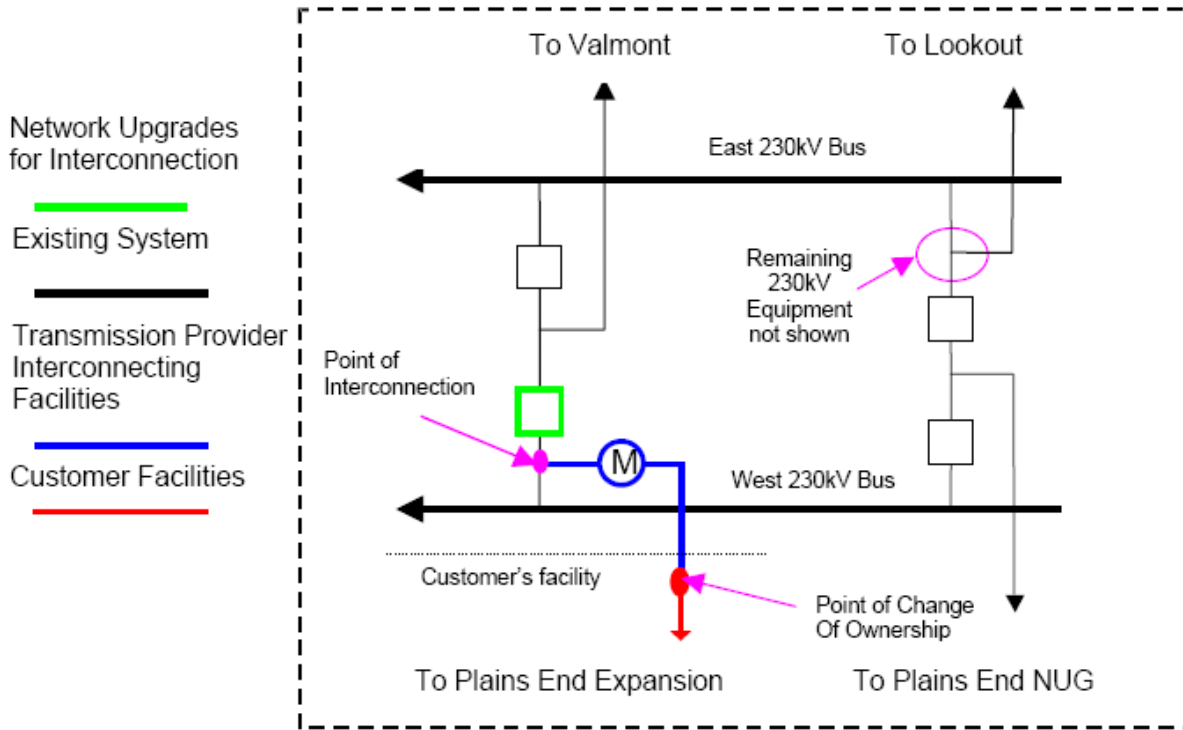 Network Upgrades
for Interconnection
Existing System
Transmission Provider
Interconnecting
Facilities
Customer Facilities
To Valmont
To Lookout
East 230kV Bus
Remaining
230kV
Equipment
not shown
Point of
Interconnection
M
West 230kV Bus
Customer's facility
Point of Change
Of Ownership
To Plains End Expansion
To Plains End NUG